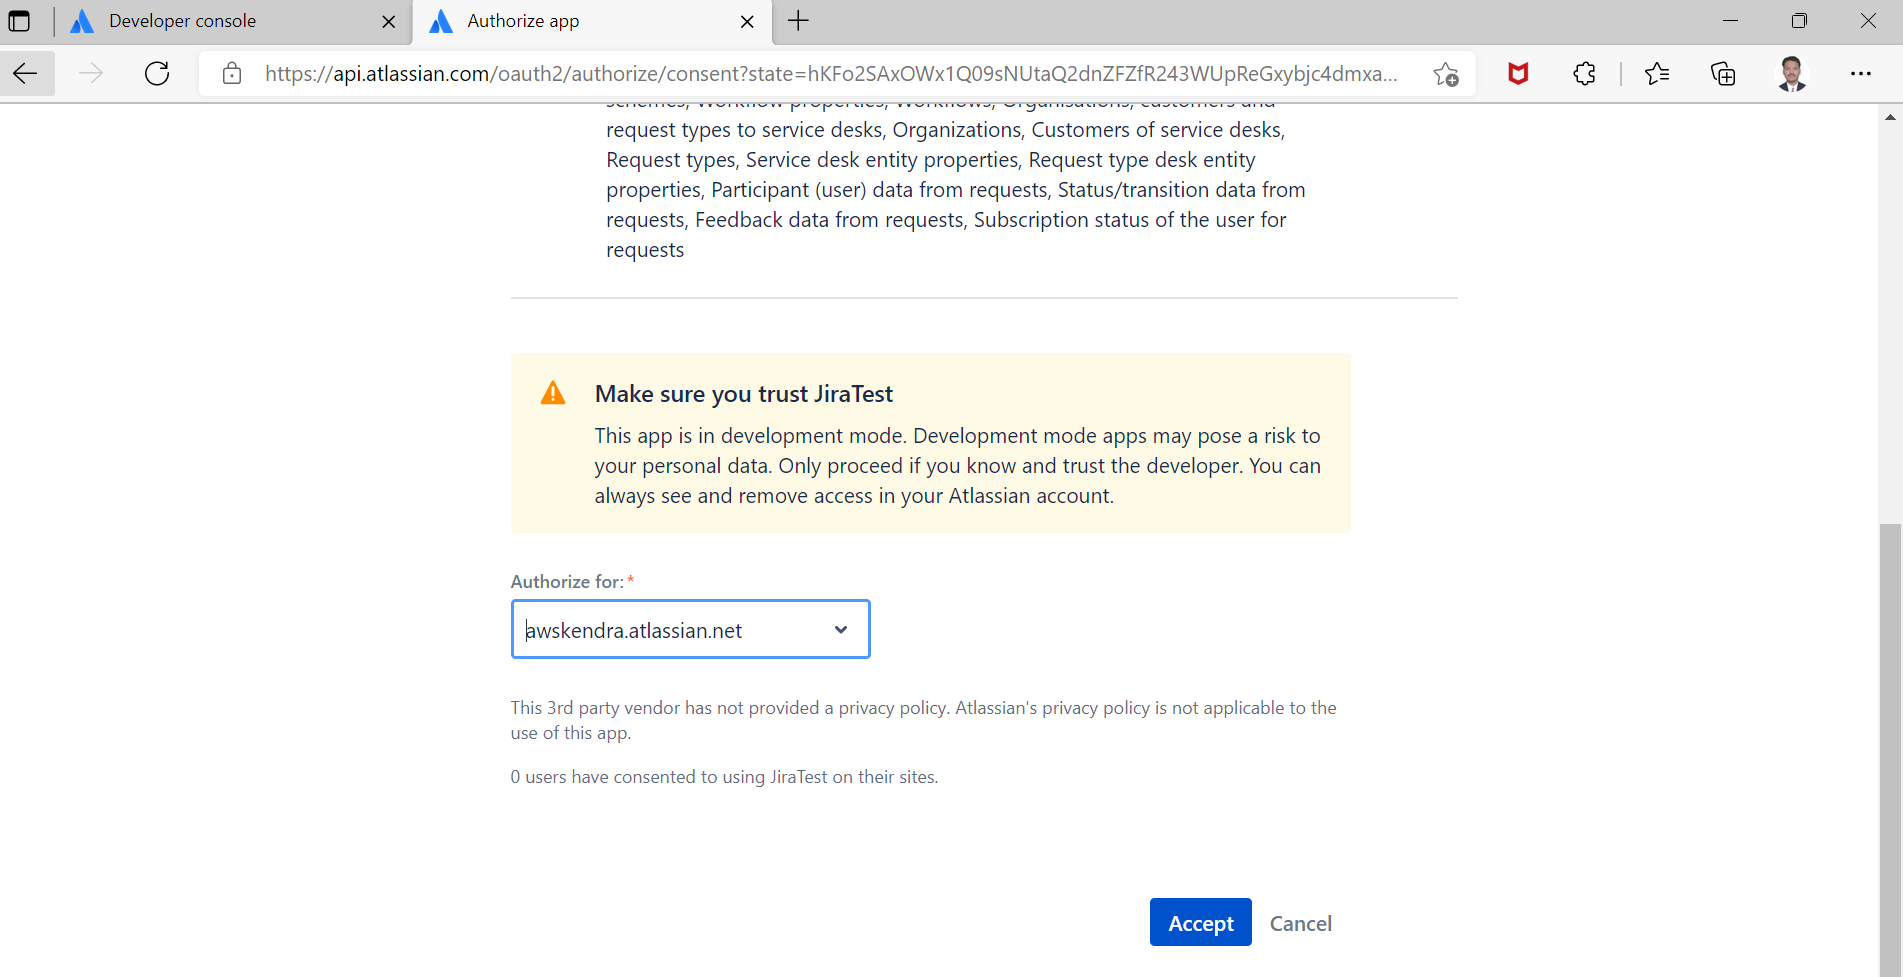 Developer console
Authorize app
https://api.atlassian.com/oauth2/authorize/consent?state=hKFo2SAxOWx1Q09sNUtaQ2dnZFZfR243WUpReGxybjc4dmxa...
schemes, Workflow properties, Workflows, Organisations, customers and
request types to service desks, Organizations, Customers of service desks,
Request types, Service desk entity properties, Request type desk entity
properties, Participant (user) data from requests, Status/transition data from
requests, Feedback data from requests, Subscription status of the user for
requests
Make sure you trust JiraTest
This app is in development mode. Development mode apps may pose a risk to
your personal data. Only proceed if you know and trust the developer. You can
always see and remove access in your Atlassian account.
Authorize for: *
awskendra.atlassian.net
This 3rd party vendor has not provided a privacy policy. Atlassian's privacy policy is not applicable to the
use of this app.
0 users have consented to using JiraTest on their sites.
Accept Cancel